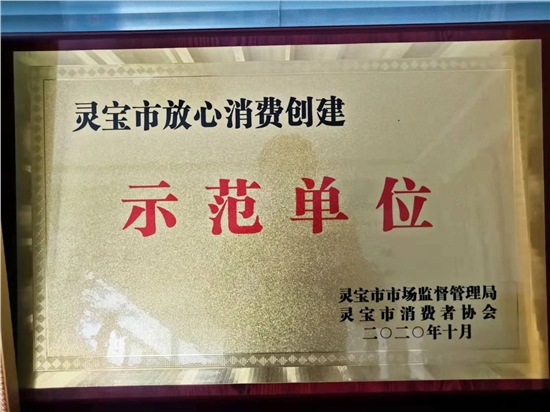 灵宝市放心消费创建
示范单位
灵宝市市场监督管理局
灵宝市消费者协会
二〇二〇年十月